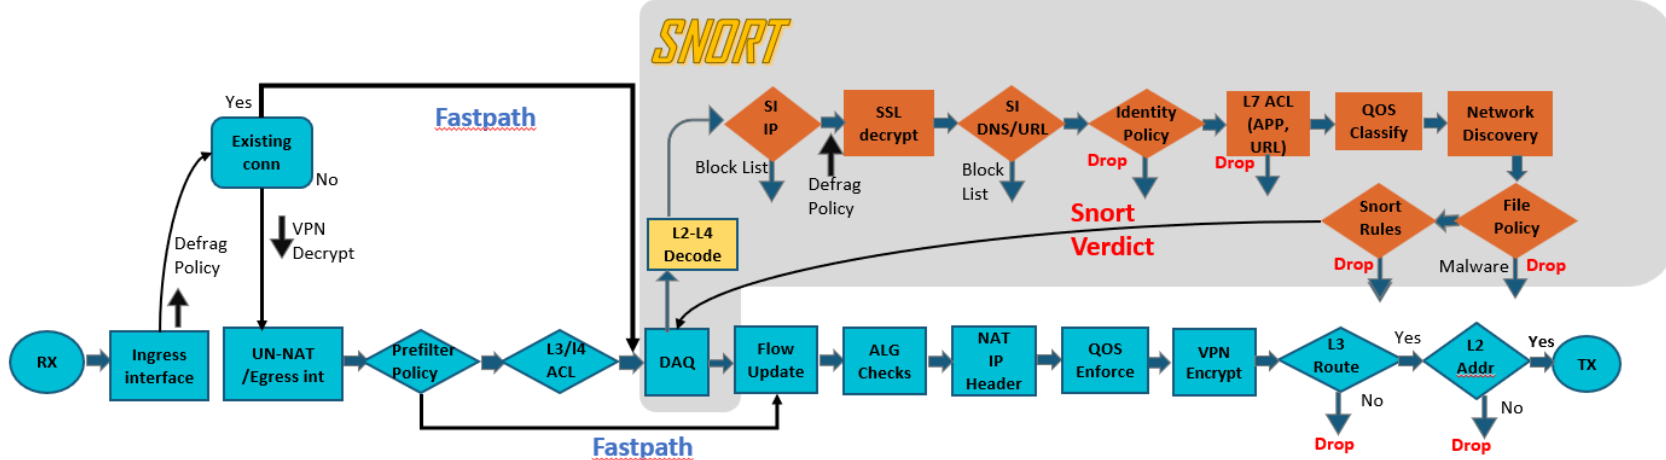 SNORT
Yes
Fastpath
Existing
conn
No
VPN
Decrypt
Defrag
Policy
SI
IP
Block List
SSL
decrypt
Defrag
Policy
SI
DNS/URL
Block
List
Identity
Policy
Drop
L7 ACL
(APP,
URL)
Drop
QOS
Classify
Network
Discovery
File
Policy
Malware
Drop
Snort
Rules
Drop
Snort
Verdict
L2-L4
Decode
RX
Ingress
interface
UN-NAT
/Egress int
Prefilter
Policy
L3/l4
ACL
DAQ
Flow
Update
ALG
Checks
NAT
IP
Header
QOS
Enforce
VPN
Encrypt
L3
Route
Yes
No
Drop
L2
Addr
Yes
No
Drop
TX
Fastpath